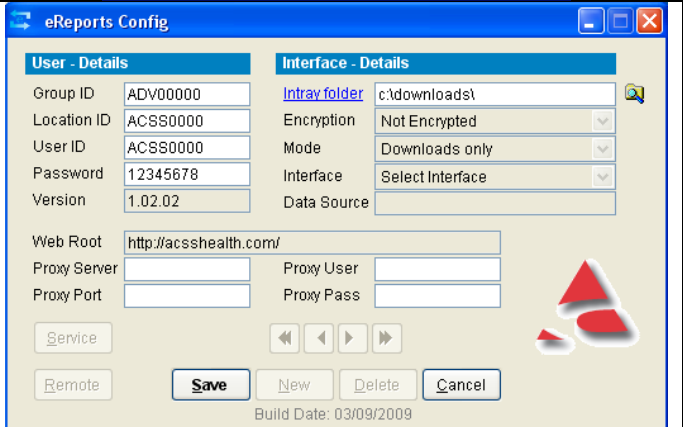 eReports Config
User - Details
Interface - Details
Group ID ADV00000
Intray folder c:\downloads\
Location ID ACSS0000
Encryption Not Encrypted
User ID ACSS0000
Mode Downloads only
Password 12345678
Interface Select Interface
Version 1.02.02
Data Source
Web Root http://acsshealth.com/
Proxy Server
Proxy User
Proxy Port
Proxy Pass
Service
Remote
Save
New
Delete
Cancel
Build Date: 03/09/2009